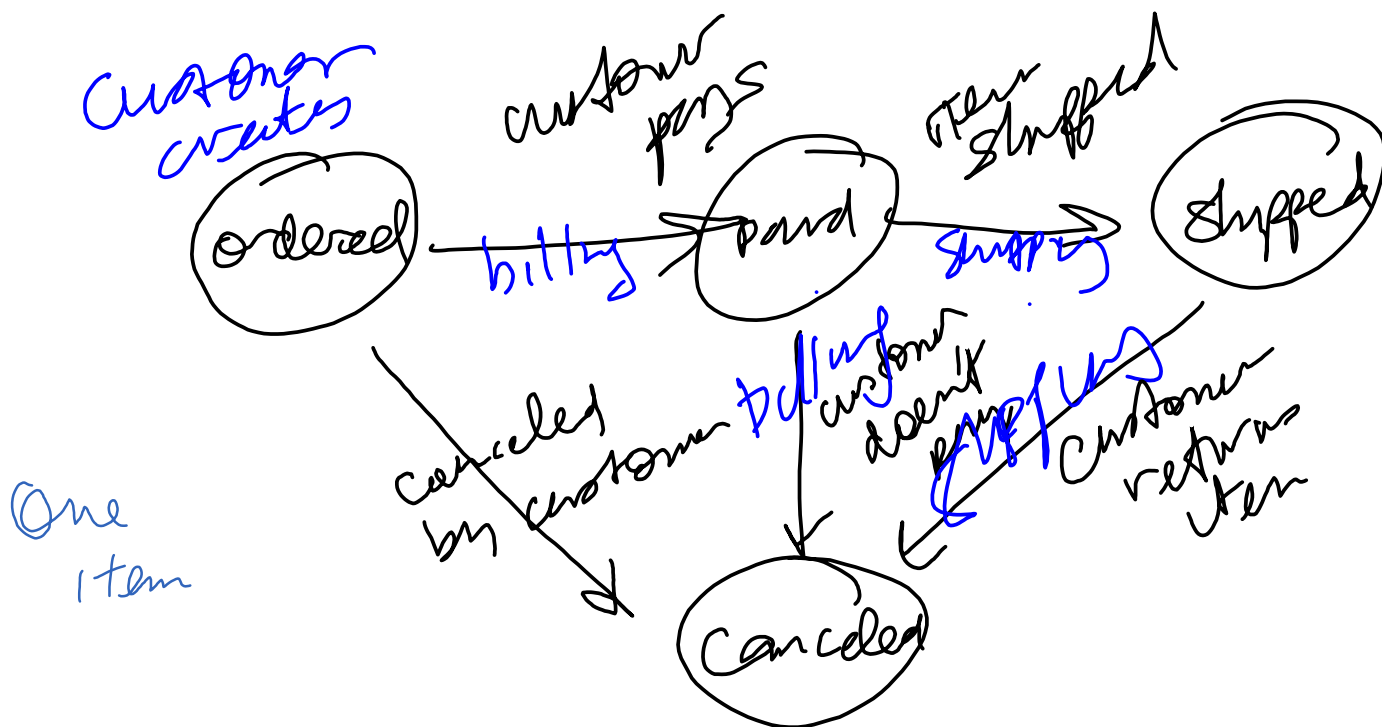 customer
creates
customer
pays
item
shipped
ordered
billing
paid
shipping
shipped
canceled
by customer
billing
customer
doesn't
customer
returns
item
One
item
canceled